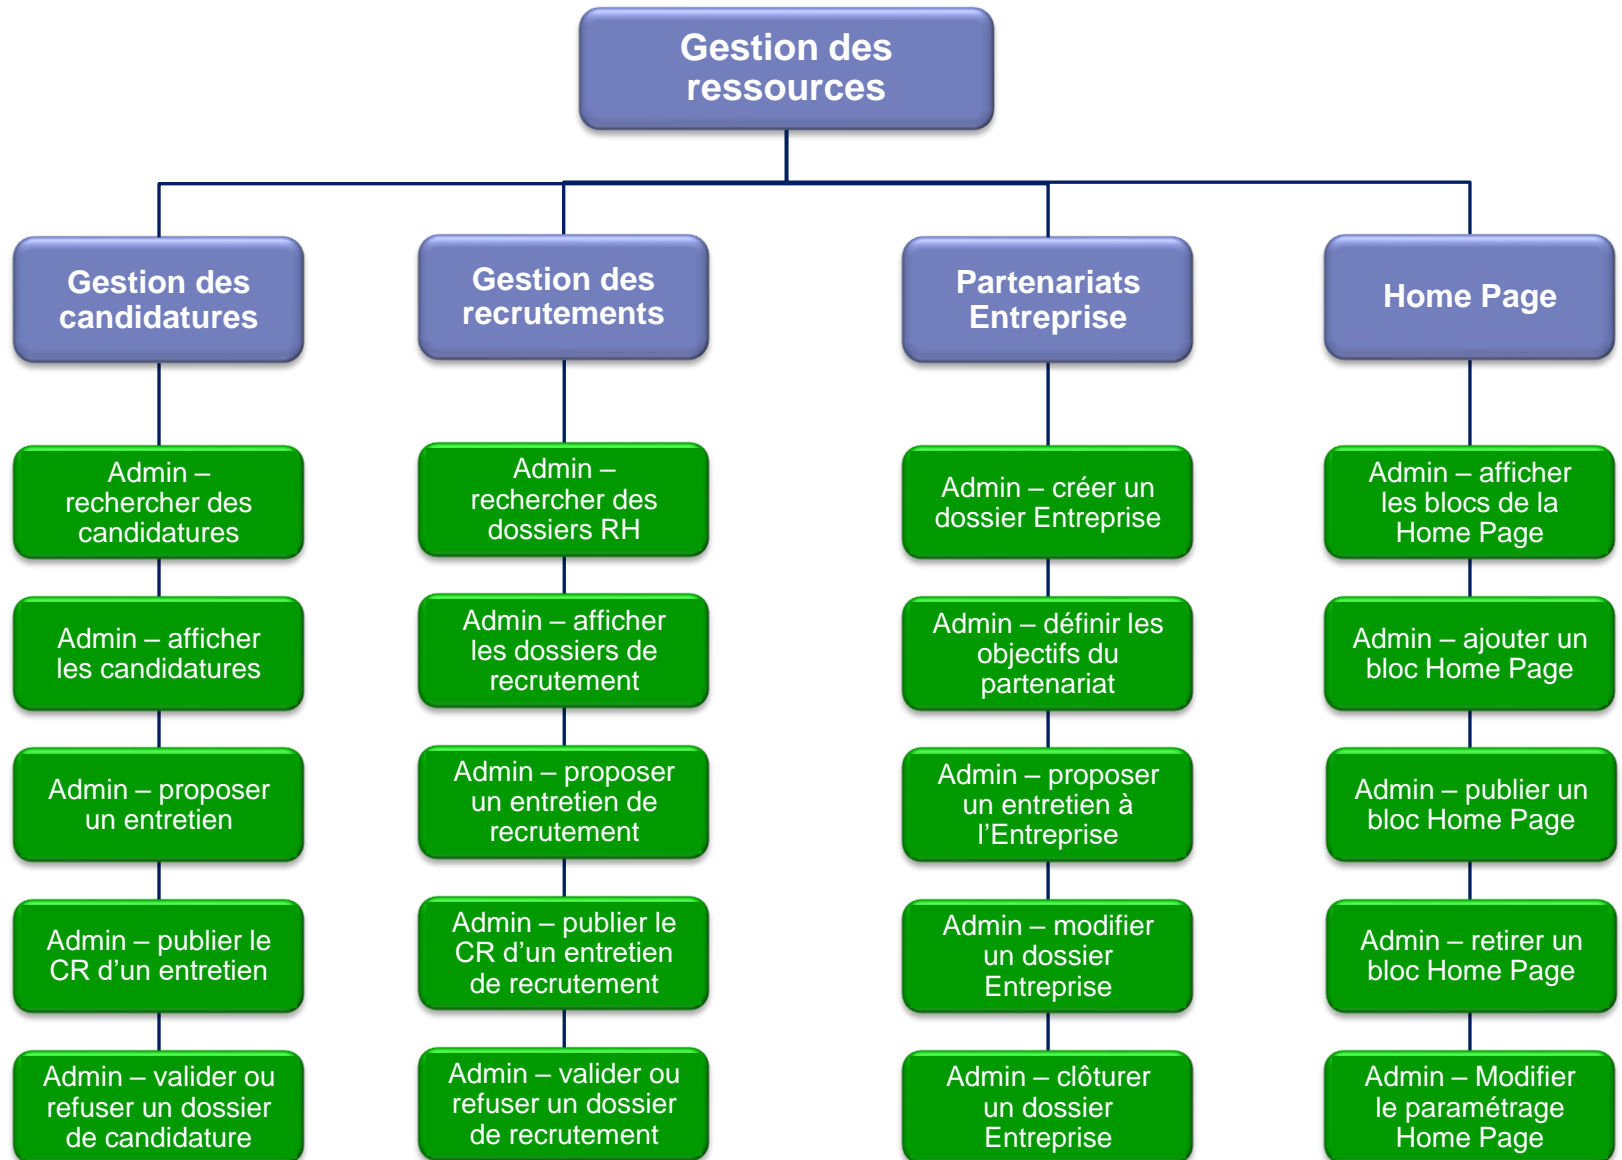 Gestion des
ressources
Gestion des
candidatures
Gestion des
recrutements
Partenariats
Entreprise
Home Page
Admin –
rechercher des
candidatures
Admin –
rechercher des
dossiers RH
Admin – créer un
dossier Entreprise
Admin – afficher
les blocs de la
Home Page
Admin – afficher
les candidatures
Admin – afficher
les dossiers de
recrutement
Admin – définir les
objectifs du
partenariat
Admin – ajouter un
bloc Home Page
Admin – proposer
un entretien
Admin – proposer
un entretien de
recrutement
Admin – proposer
un entretien à
l’Entreprise
Admin – publier un
bloc Home Page
Admin – publier le
CR d’un entretien
Admin – publier le
CR d’un entretien
de recrutement
Admin – modifier
un dossier
Entreprise
Admin – retirer un
bloc Home Page
Admin – valider ou
refuser un dossier
de candidature
Admin – valider ou
refuser un dossier
de recrutement
Admin – clôturer
un dossier
Entreprise
Admin – Modifier
le paramétrage
Home Page